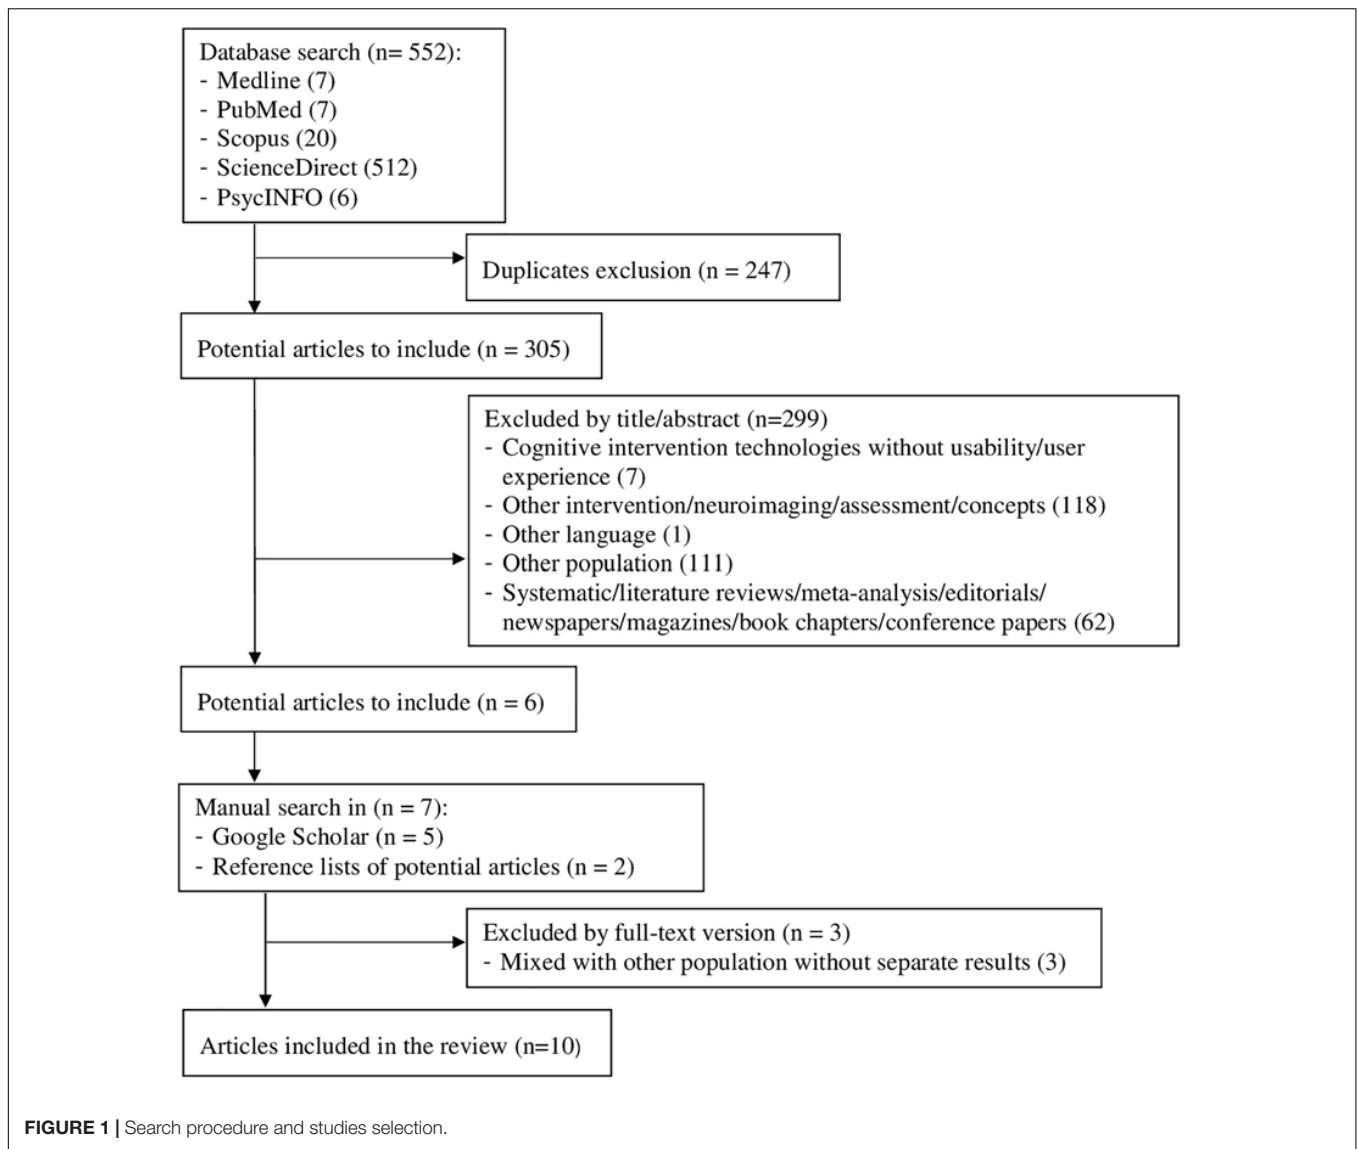 Database search (n= 552):
- Medline (7)
- PubMed (7)
- Scopus (20)
- ScienceDirect (512)
- PsycINFO (6)
Duplicates exclusion (n = 247)
Potential articles to include (n = 305)
Excluded by title/abstract (n=299)
- Cognitive intervention technologies without usability/user
experience (7)
- Other intervention/neuroimaging/assessment/concepts (118)
- Other language (1)
- Other population (111)
- Systematic/literature reviews/meta-analysis/editorials/
newspapers/magazines/book chapters/conference papers (62)
Potential articles to include (n = 6)
Manual search in (n = 7):
- Google Scholar (n = 5)
- Reference lists of potential articles (n = 2)
Excluded by full-text version (n = 3)
- Mixed with other population without separate results (3)
Articles included in the review (n=10)
FIGURE 1 | Search procedure and studies selection.